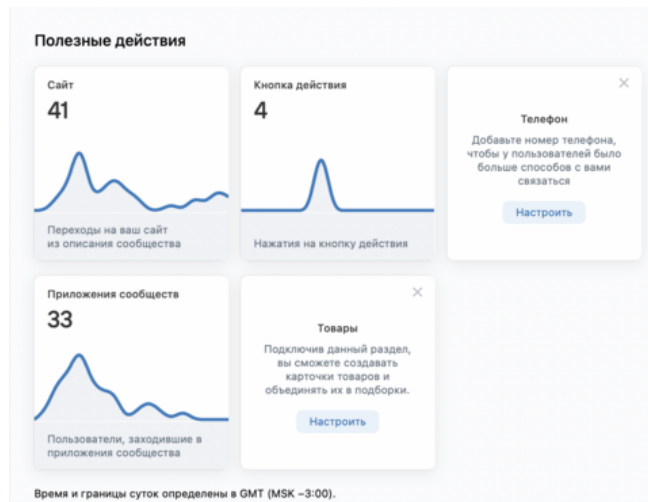 Полезные действия
Сайт
41
Переходы на ваш сайт
из описания сообщества
Кнопка действия
4
Нажатия на кнопку действия
Телефон
Добавьте номер телефона,
чтобы у пользователей было
больше способов с вами
связаться
Настроить
Приложения сообществ
33
Пользователи, заходившие в
приложения сообщества
Товары
Подключив данный раздел,
вы сможете создавать
карточки товаров и
объединять их в подборки.
Настроить
Время и границы суток определены в GMT (MSK −3:00).